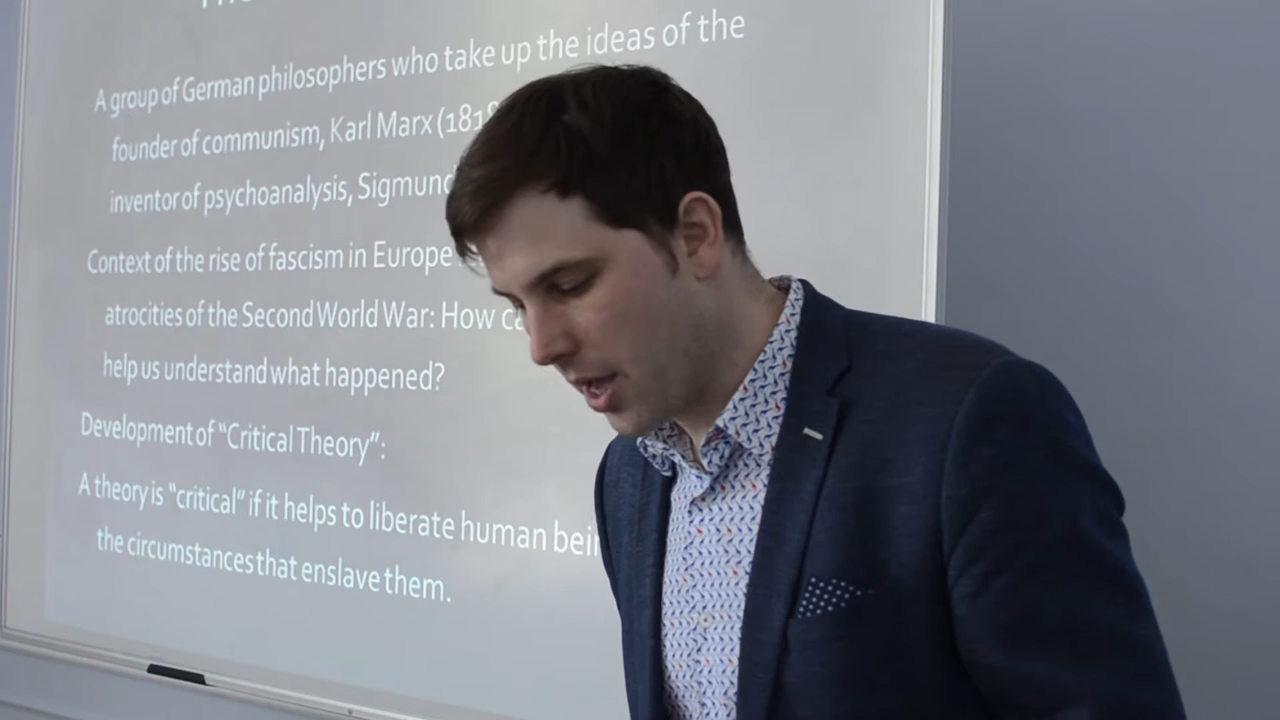 A group of German philosophers who take up the ideas of the
founder of communism, Karl Marx (181
inventor of psychoanalysis, Sigmund
Context of the rise of fascism in Europe
atrocities of the Second World War: How
help us understand what happened?
Development of "Critical Theory":
A theory is "critical" if it helps to liberate human
the circumstances that enslave them.